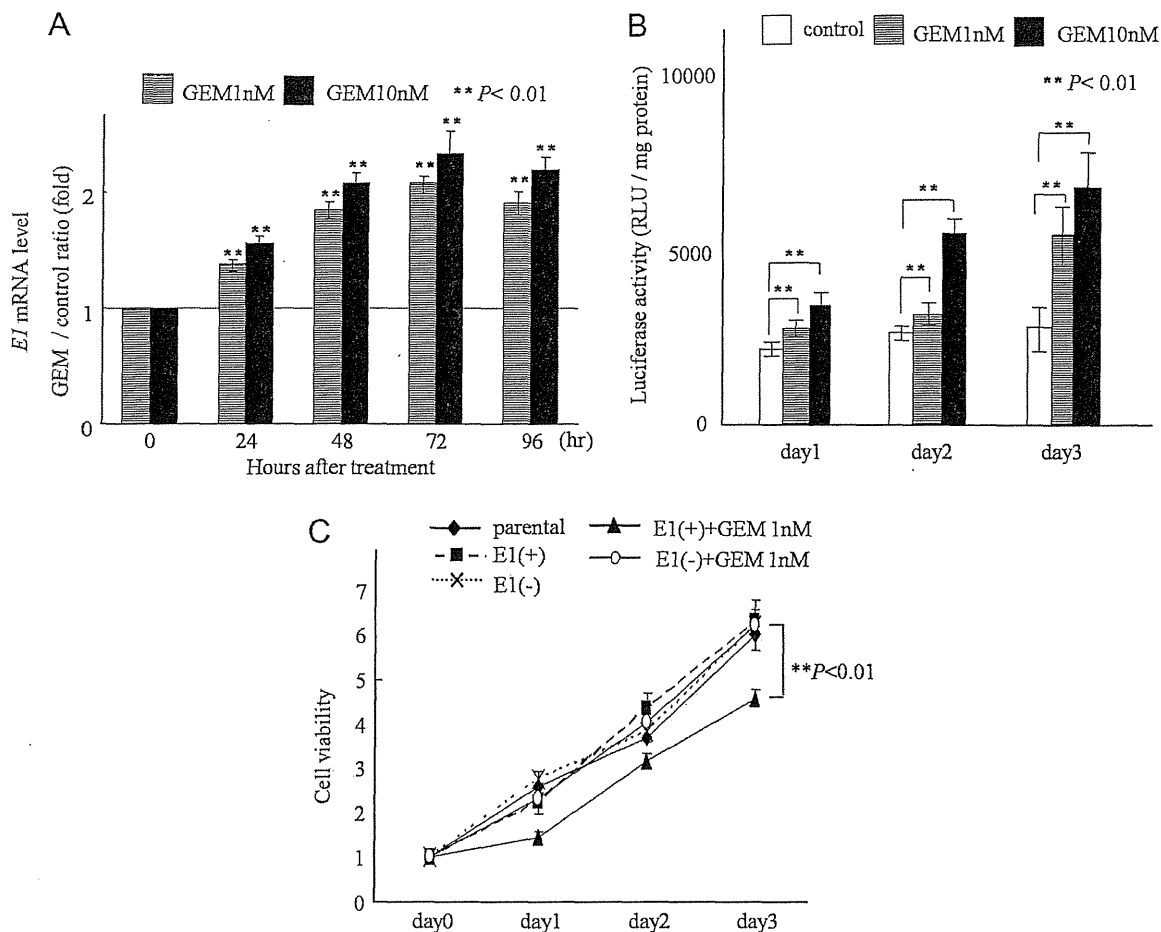 A
GEM1nM GEM10nM ** P< 0.01
E1 mRNA level
GEM / control ratio (fold)
2
1
0
** ** ** ** ** ** ** **
0 24 48 72 96 (hr)
Hours after treatment
B
control GEM1nM GEM10nM
** P< 0.01
Luciferase activity (RLU / mg protein)
10000
5000
0
** ** ** ** ** **
day1 day2 day3
C
parental E1(+)+GEM 1nM
E1(+) E1(-)+GEM 1nM
E1(-)
Cell viability
7
6
5
4
3
2
1
0
**P<0.01
day0 day1 day2 day3